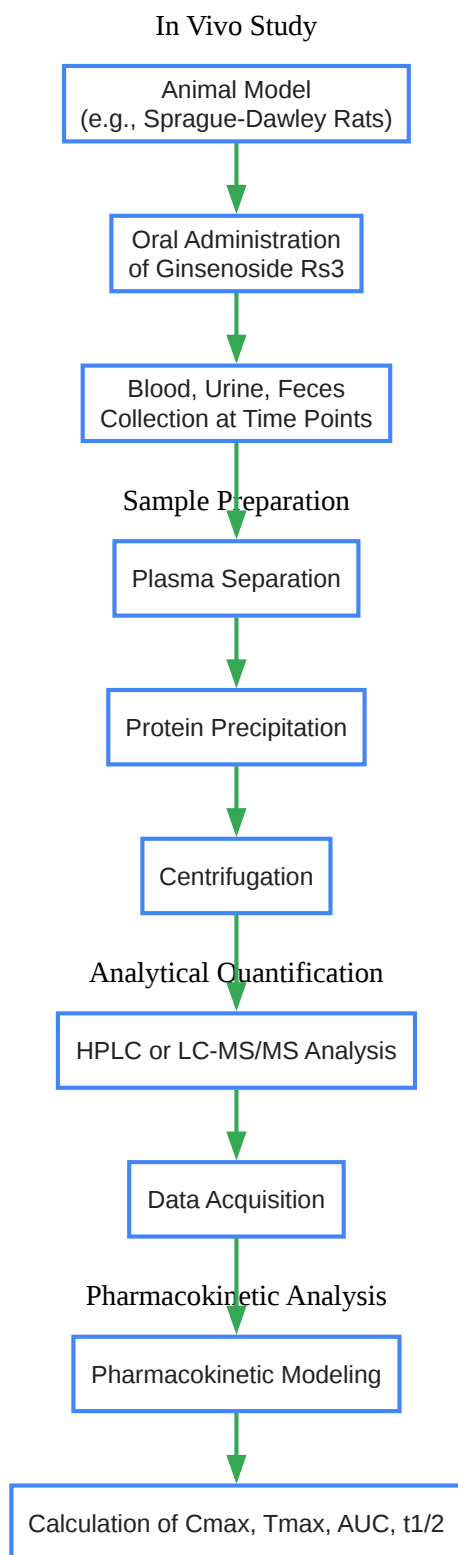 In Vivo Study
Animal Model
(e.g., Sprague-Dawley Rats)
Oral Administration
of Ginsenoside Rs3
Blood, Urine, Feces
Collection at Time Points
Sample Preparation
Plasma Separation
Protein Precipitation
Centrifugation
Analytical Quantification
HPLC or LC-MS/MS Analysis
Data Acquisition
Pharmacokinetic Analysis
Pharmacokinetic Modeling
Calculation of Cmax, Tmax, AUC, t1/2